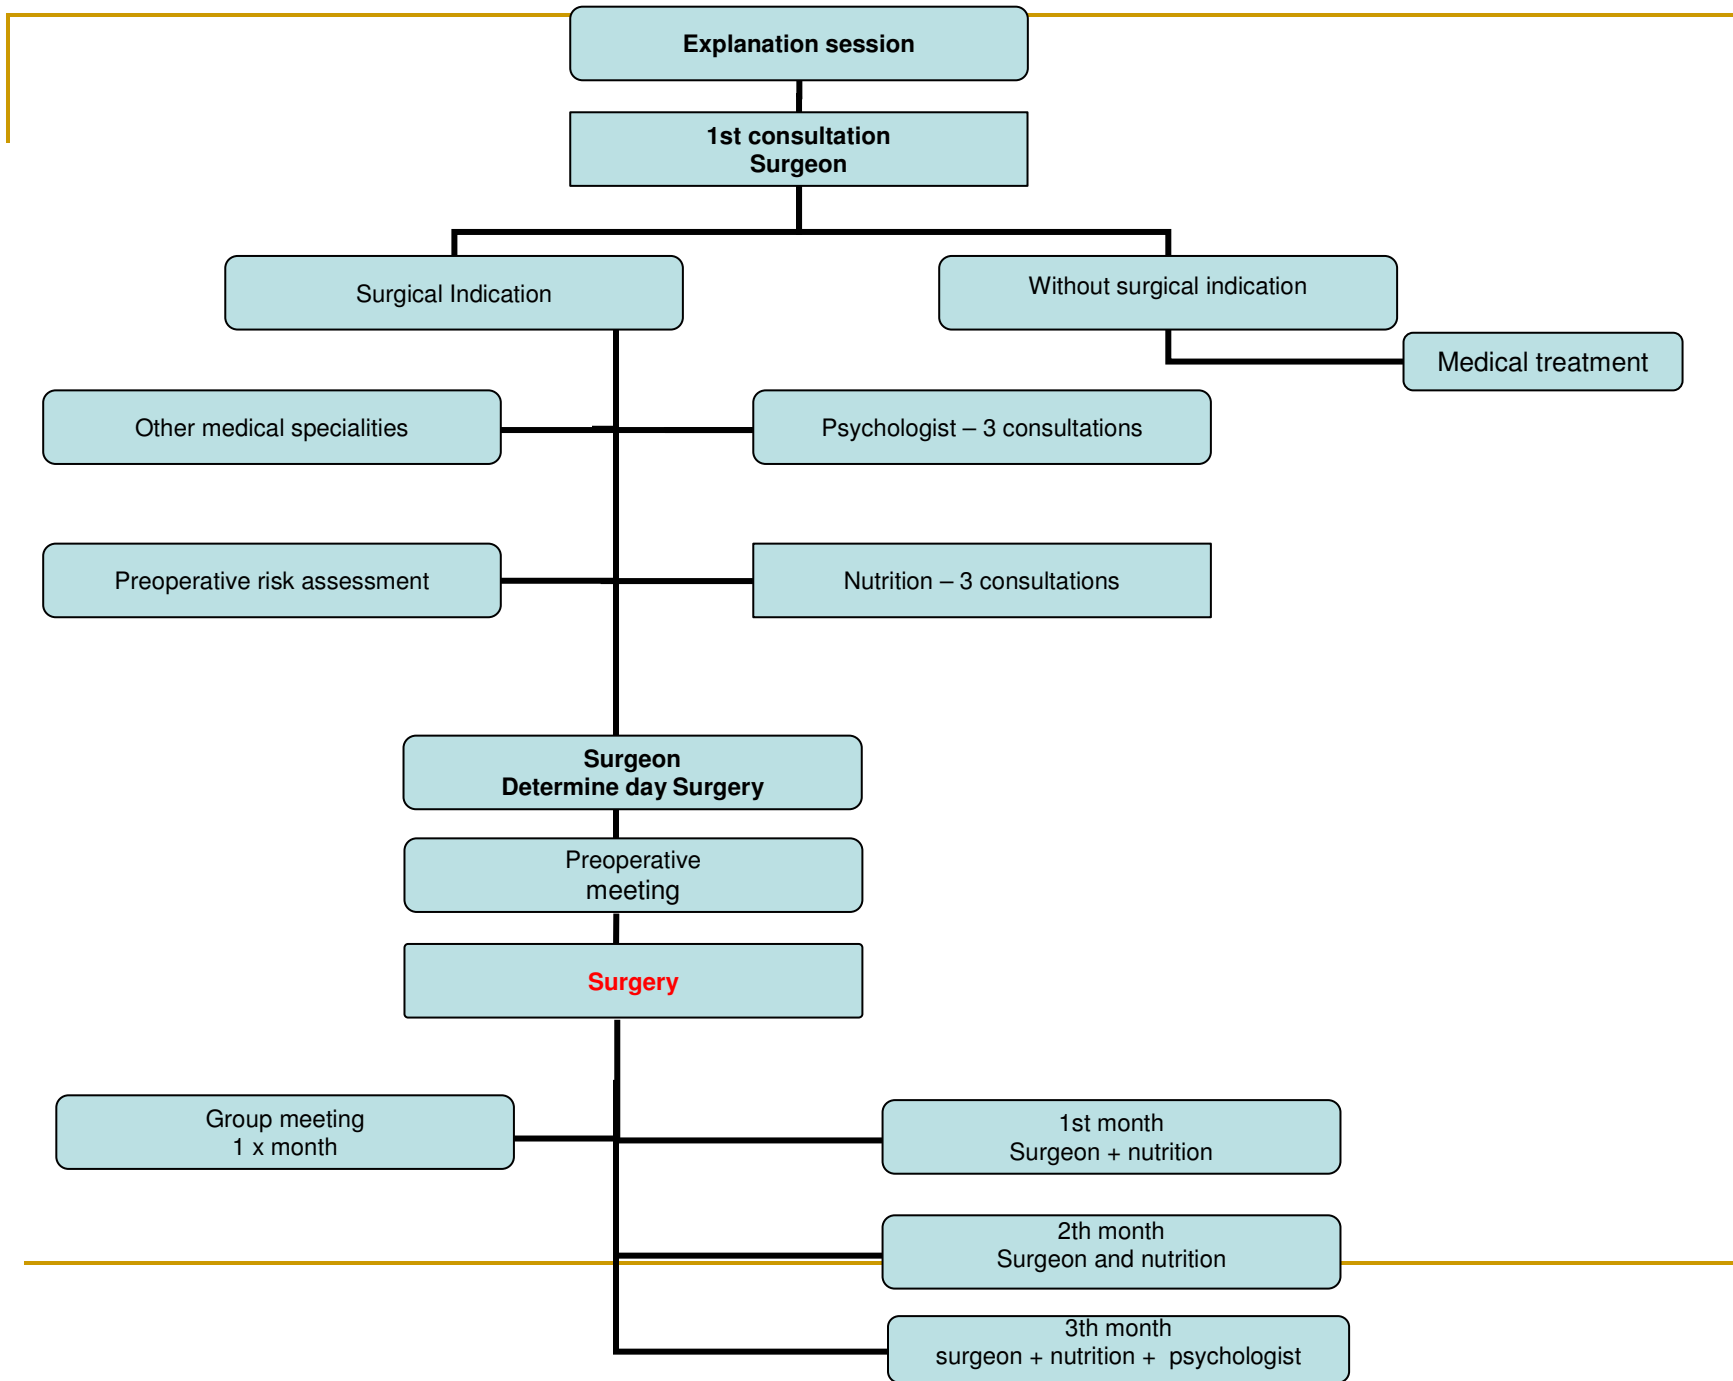 Explanation session
1st consultation
Surgeon
Surgical Indication
Without surgical indication
Medical treatment
Other medical specialities
Psychologist – 3 consultations
Preoperative risk assessment
Nutrition – 3 consultations
Surgeon
Determine day Surgery
Preoperative
meeting
Surgery
Group meeting
1 x month
1st month
Surgeon + nutrition
2th month
Surgeon and nutrition
3th month
surgeon + nutrition + psychologist